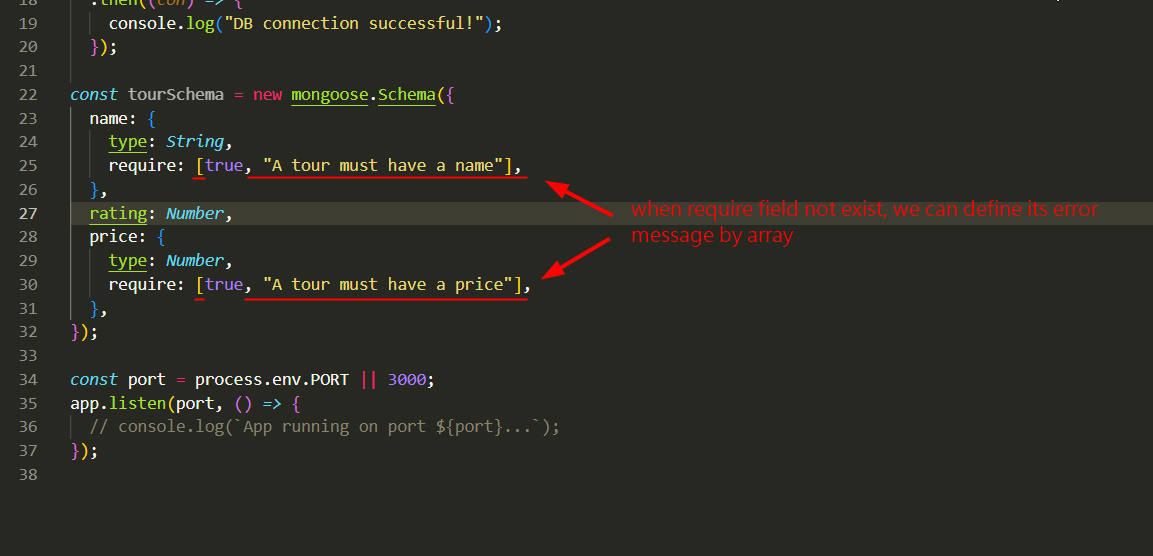 18 .then((con) => {
19 console.log("DB connection successful!");
20 });
21
22 const tourSchema = new mongoose.Schema({
23 name: {
24 type: String,
25 require: [true, "A tour must have a name"],
26 },
27 rating: Number,
when require field not exist, we can define its error
message by array
28 price: {
29 type: Number,
30 require: [true, "A tour must have a price"],
31 },
32 });
33
34 const port = process.env.PORT || 3000;
35 app.listen(port, () => {
36 // console.log(`App running on port ${port}...`);
37 });
38